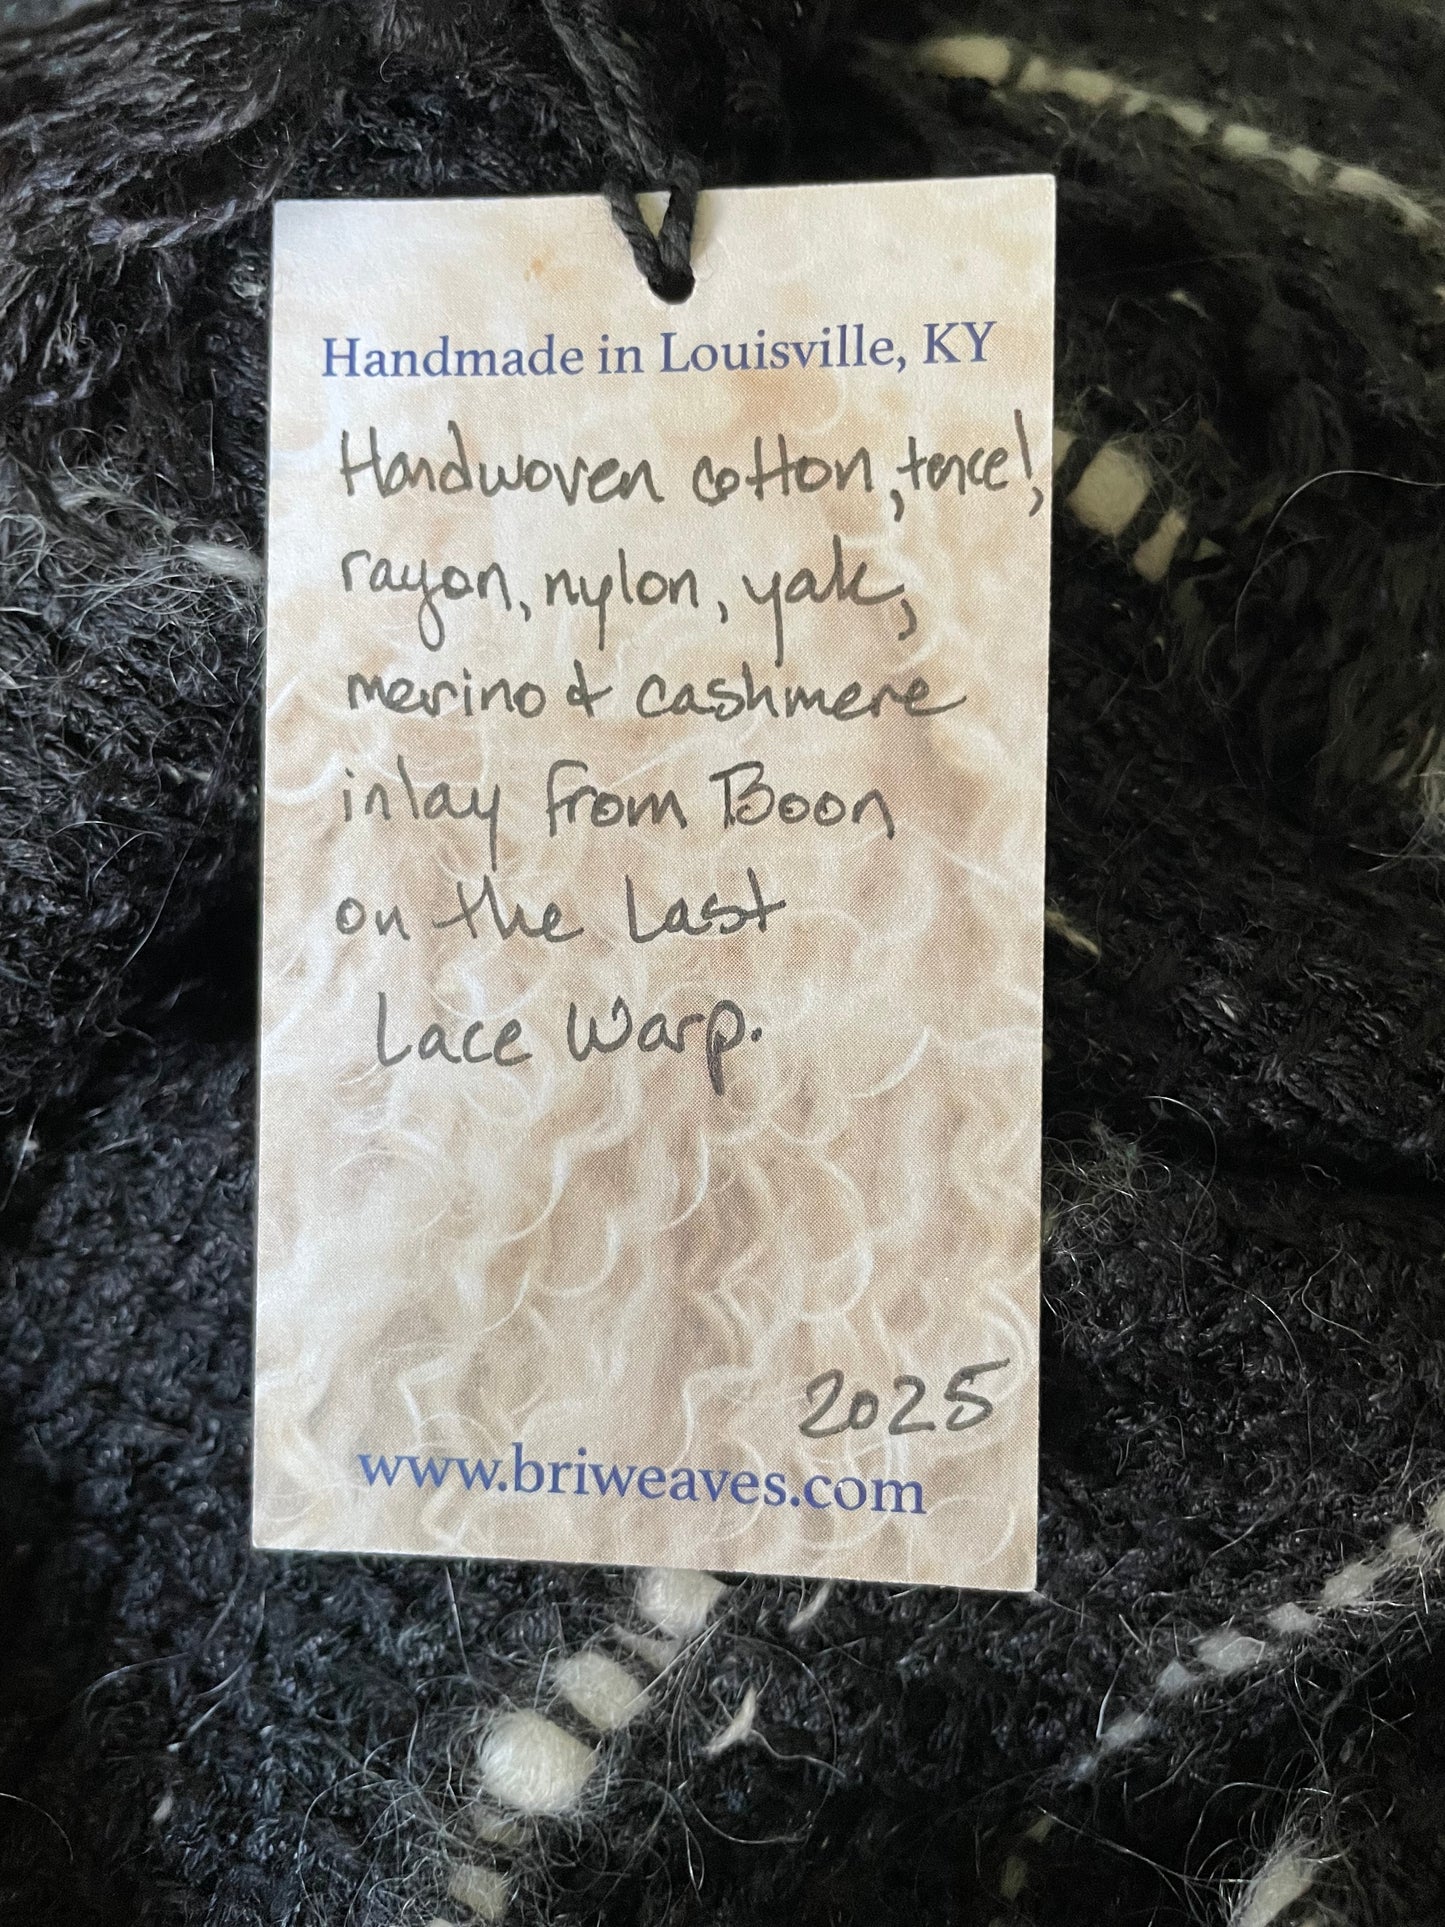 Handmade in Louisville, KY
Handwoven cotton, tencel,
rayon, nylon, yak,
merino & cashmere
inlay from Boon
on the Last
Lace Warp.
2025
www.briweaves.com